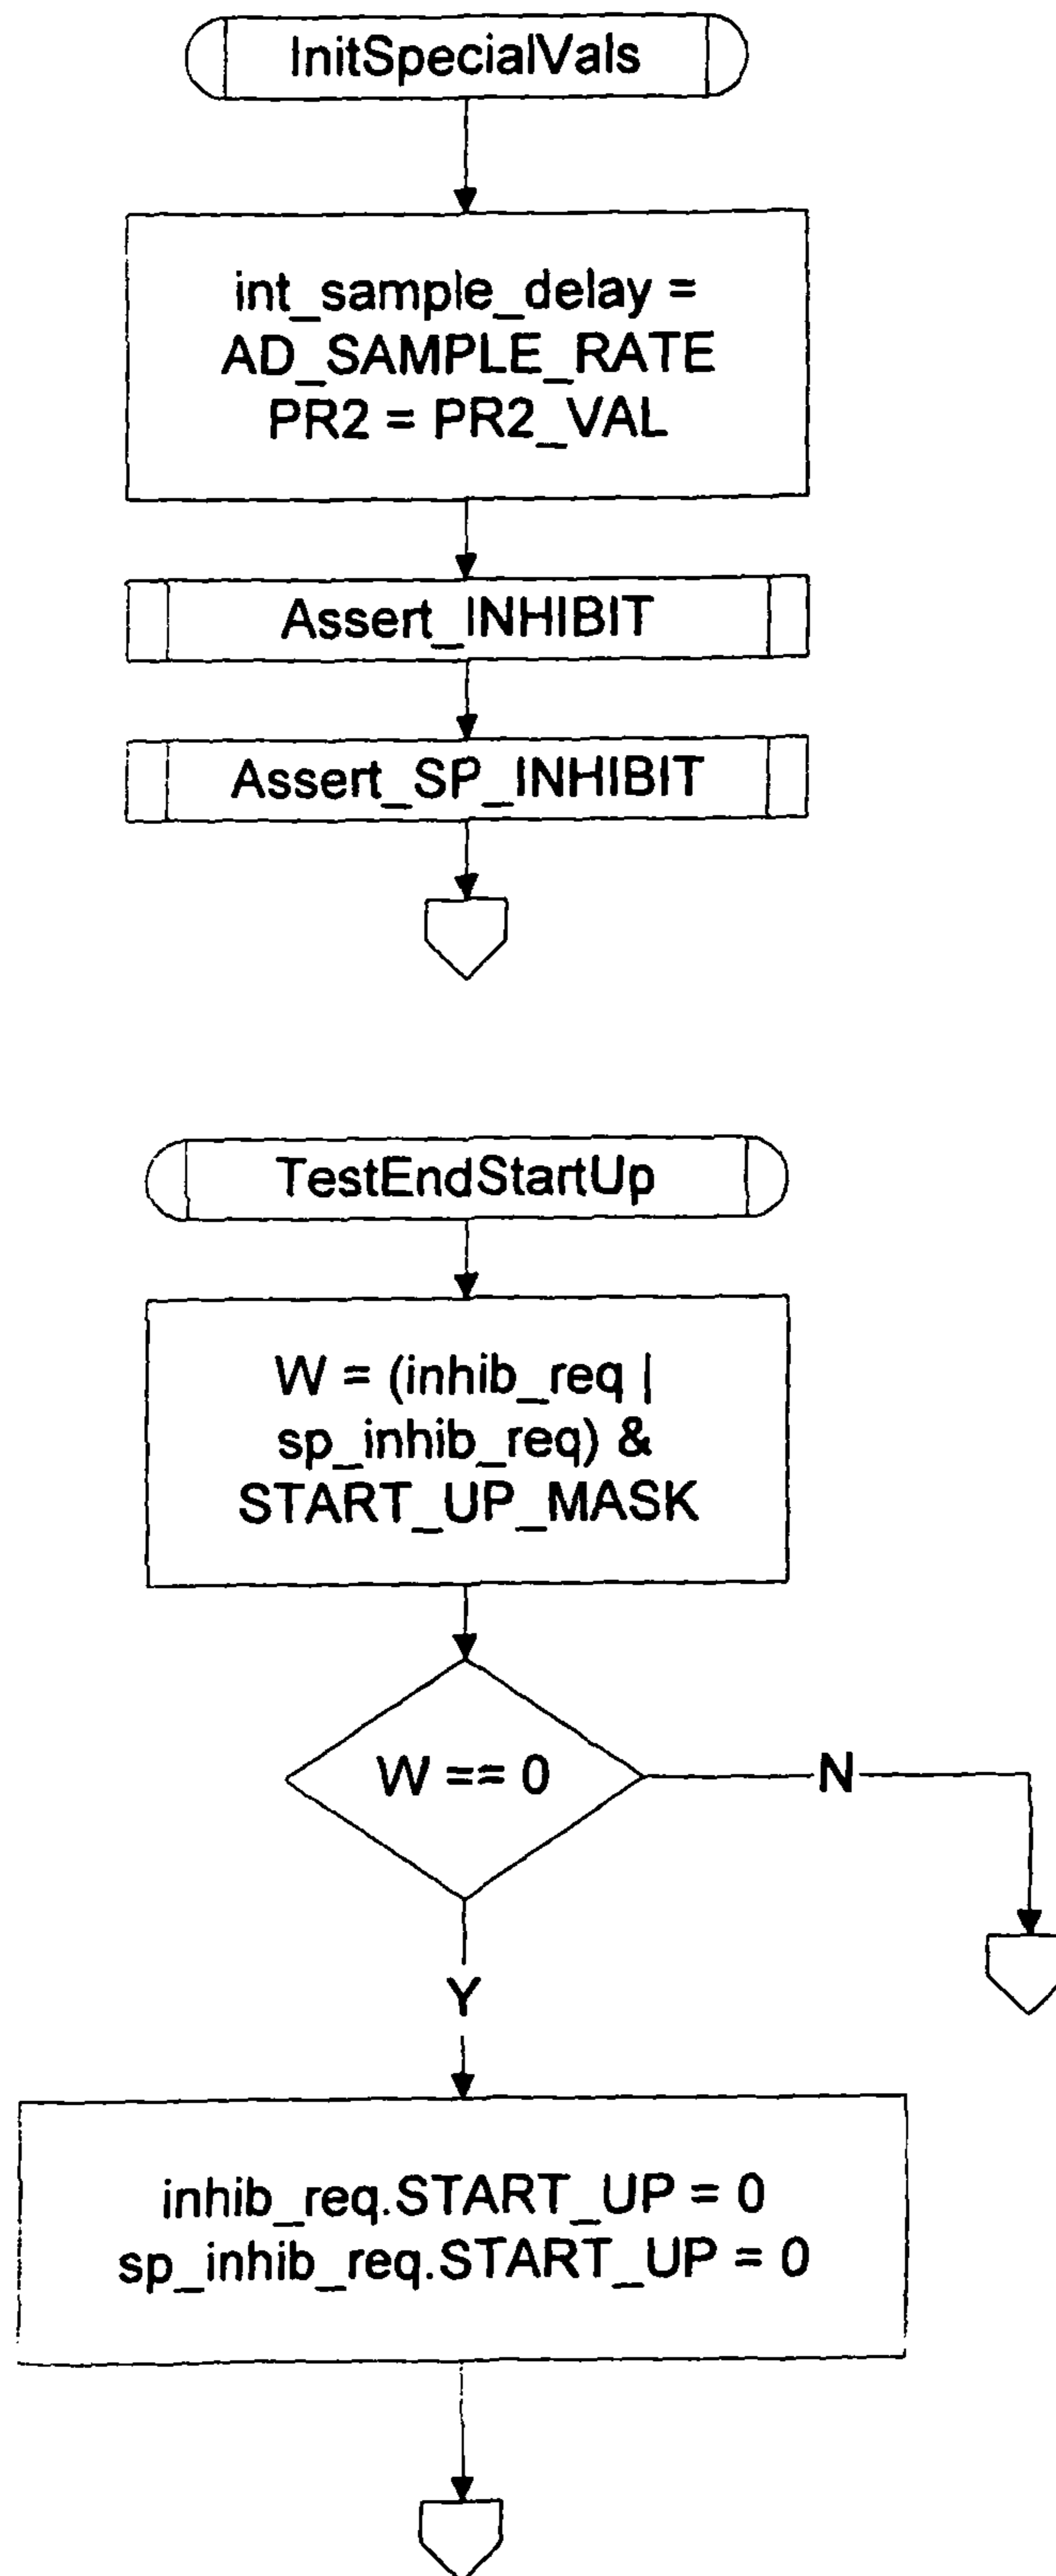 InitSpecialVals
int_sample_delay =
AD_SAMPLE_RATE
PR2 = PR2_VAL
Assert_INHIBIT
Assert_SP_INHIBIT
TestEndStartUp
W = (inhib_req |
sp_inhib_req) &
START_UP_MASK
W == 0
N
Y
inhib_req.START_UP = 0
sp_inhib_req.START_UP = 0